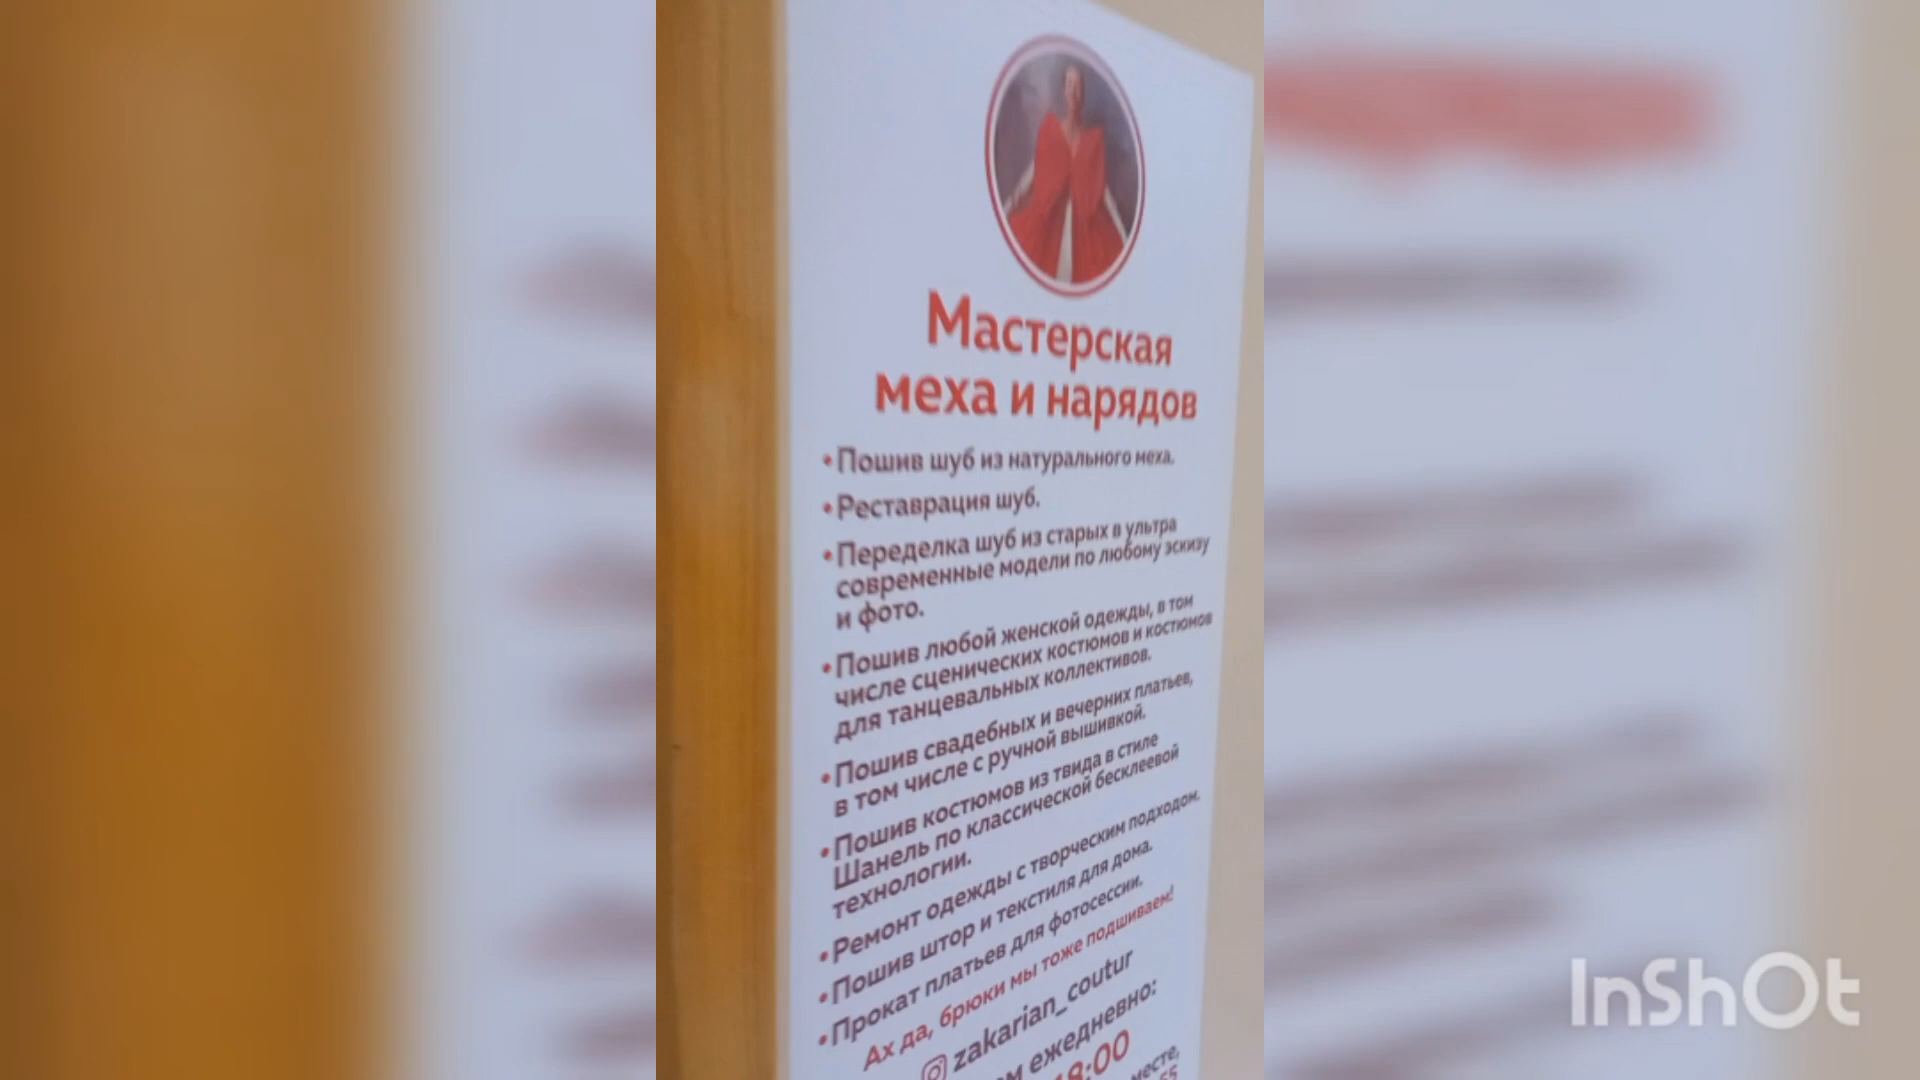 Мастерская
меха и нарядов
• Пошив шуб из натурального меха.
• Реставрация шуб.
• Переделка шуб из старых в ультра
современные модели по любому эскизу
и фото.
• Пошив любой женской одежды, в том
числе сценических костюмов и костюмов
для танцевальных коллективов.
• Пошив свадебных и вечерних платьев,
в том числе с ручной вышивкой.
• Пошив костюмов из твида в стиле
Шанель по классической бесклеевой
технологии.
• Ремонт одежды с творческим подходом.
• Пошив штор и текстиля для дома.
• Прокат платьев для фотосессии.
Ах да, брюки мы тоже подшиваем!
zakarian_coutur
ежедневно:
18:00
InShOt